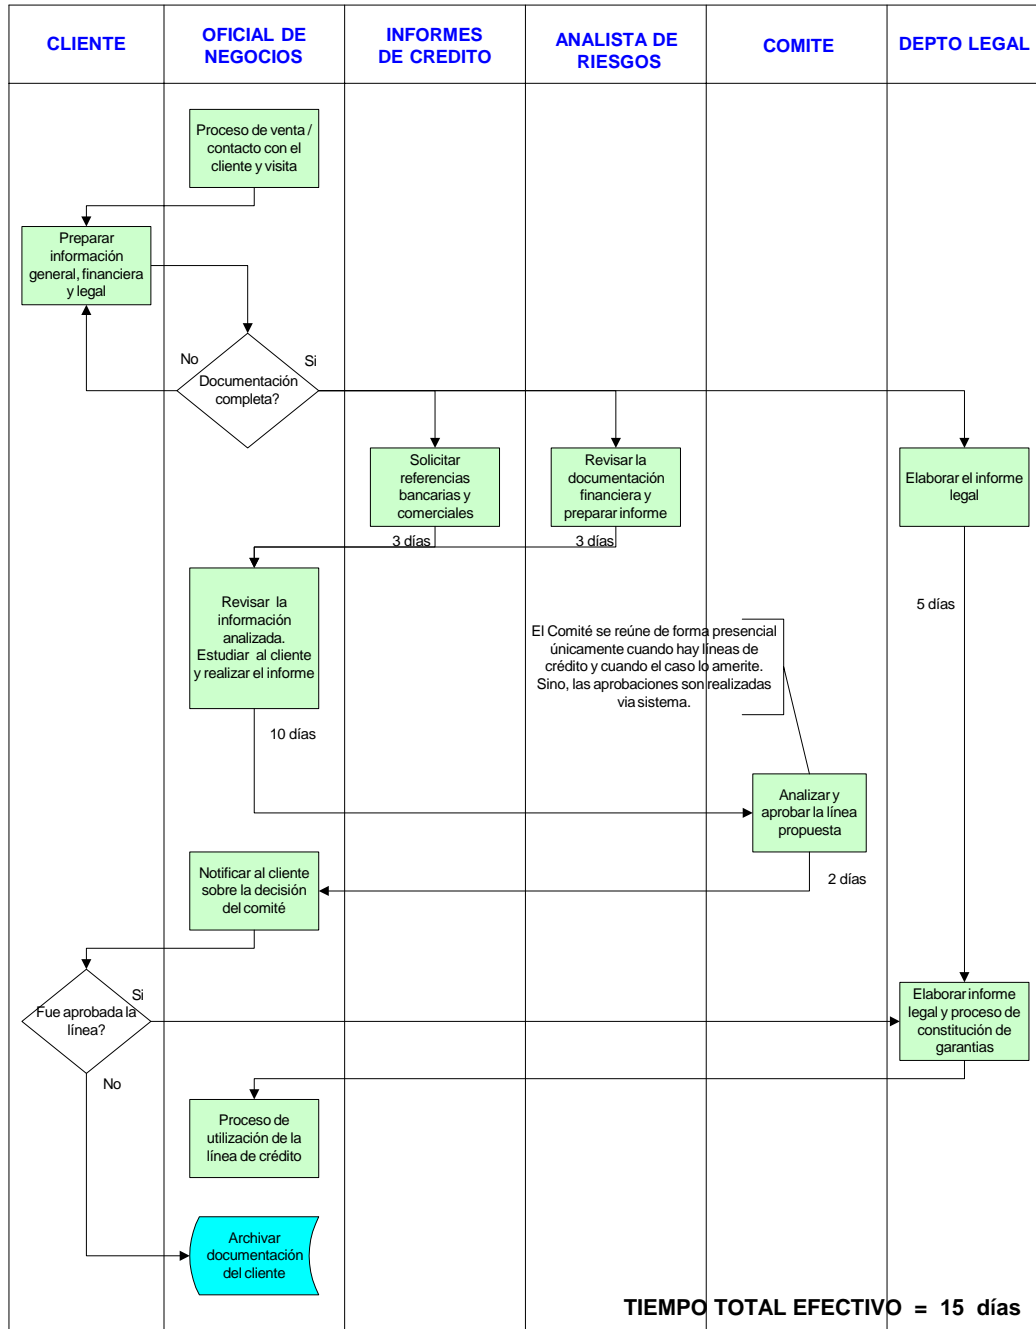 CLIENTE
OFICIAL DE
NEGOCIOS
INFORMES
DE CREDITO
ANALISTA DE
RIESGOS
COMITE
DEPTO LEGAL
Proceso de venta /
contacto con el
cliente y visita
Preparar
información
general, financiera
y legal
No
Si
Documentación
completa?
Solicitar
referencias
bancarias y
comerciales
Revisar la
documentación
financiera y
preparar informe
Elaborar el informe
legal
3 días
3 días
Revisar la
información
analizada.
Estudiar al cliente
y realizar el informe
5 días
El Comité se reúne de forma presencial
únicamente cuando hay líneas de
crédito y cuando el caso lo amerite.
Sino, las aprobaciones son realizadas
via sistema.
10 días
Analizar y
aprobar la línea
propuesta
2 días
Notificar al cliente
sobre la decisión
del comité
Si
Fue aprobada la
línea?
No
Elaborar informe
legal y proceso de
constitución de
garantias
Proceso de
utilización de la
línea de crédito
Archivar
documentación
del cliente
TIEMPO TOTAL EFECTIVO = 15 días